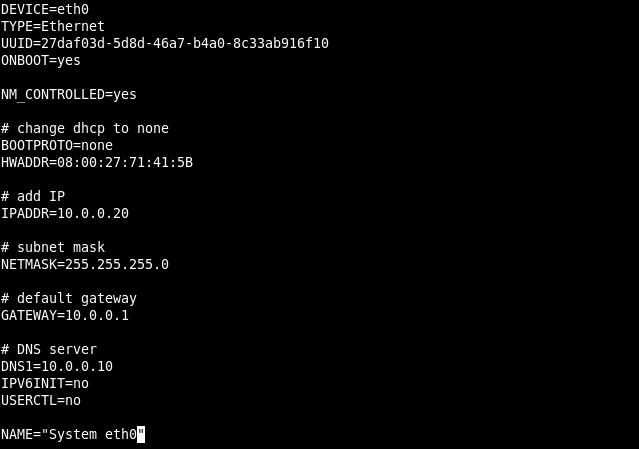 DEVICE=eth0
TYPE=Ethernet
UUID=27daf03d-5d8d-46a7-b4a0-8c33ab916f10
ONBOOT=yes
NM_CONTROLLED=yes
# change dhcp to none
BOOTPROTO=none
HWADDR=08:00:27:71:41:5B
# add IP
IPADDR=10.0.0.20
# subnet mask
NETMASK=255.255.255.0
# default gateway
GATEWAY=10.0.0.1
# DNS server
DNS1=10.0.0.10
IPV6INIT=no
USERCTL=no
NAME="System eth0"